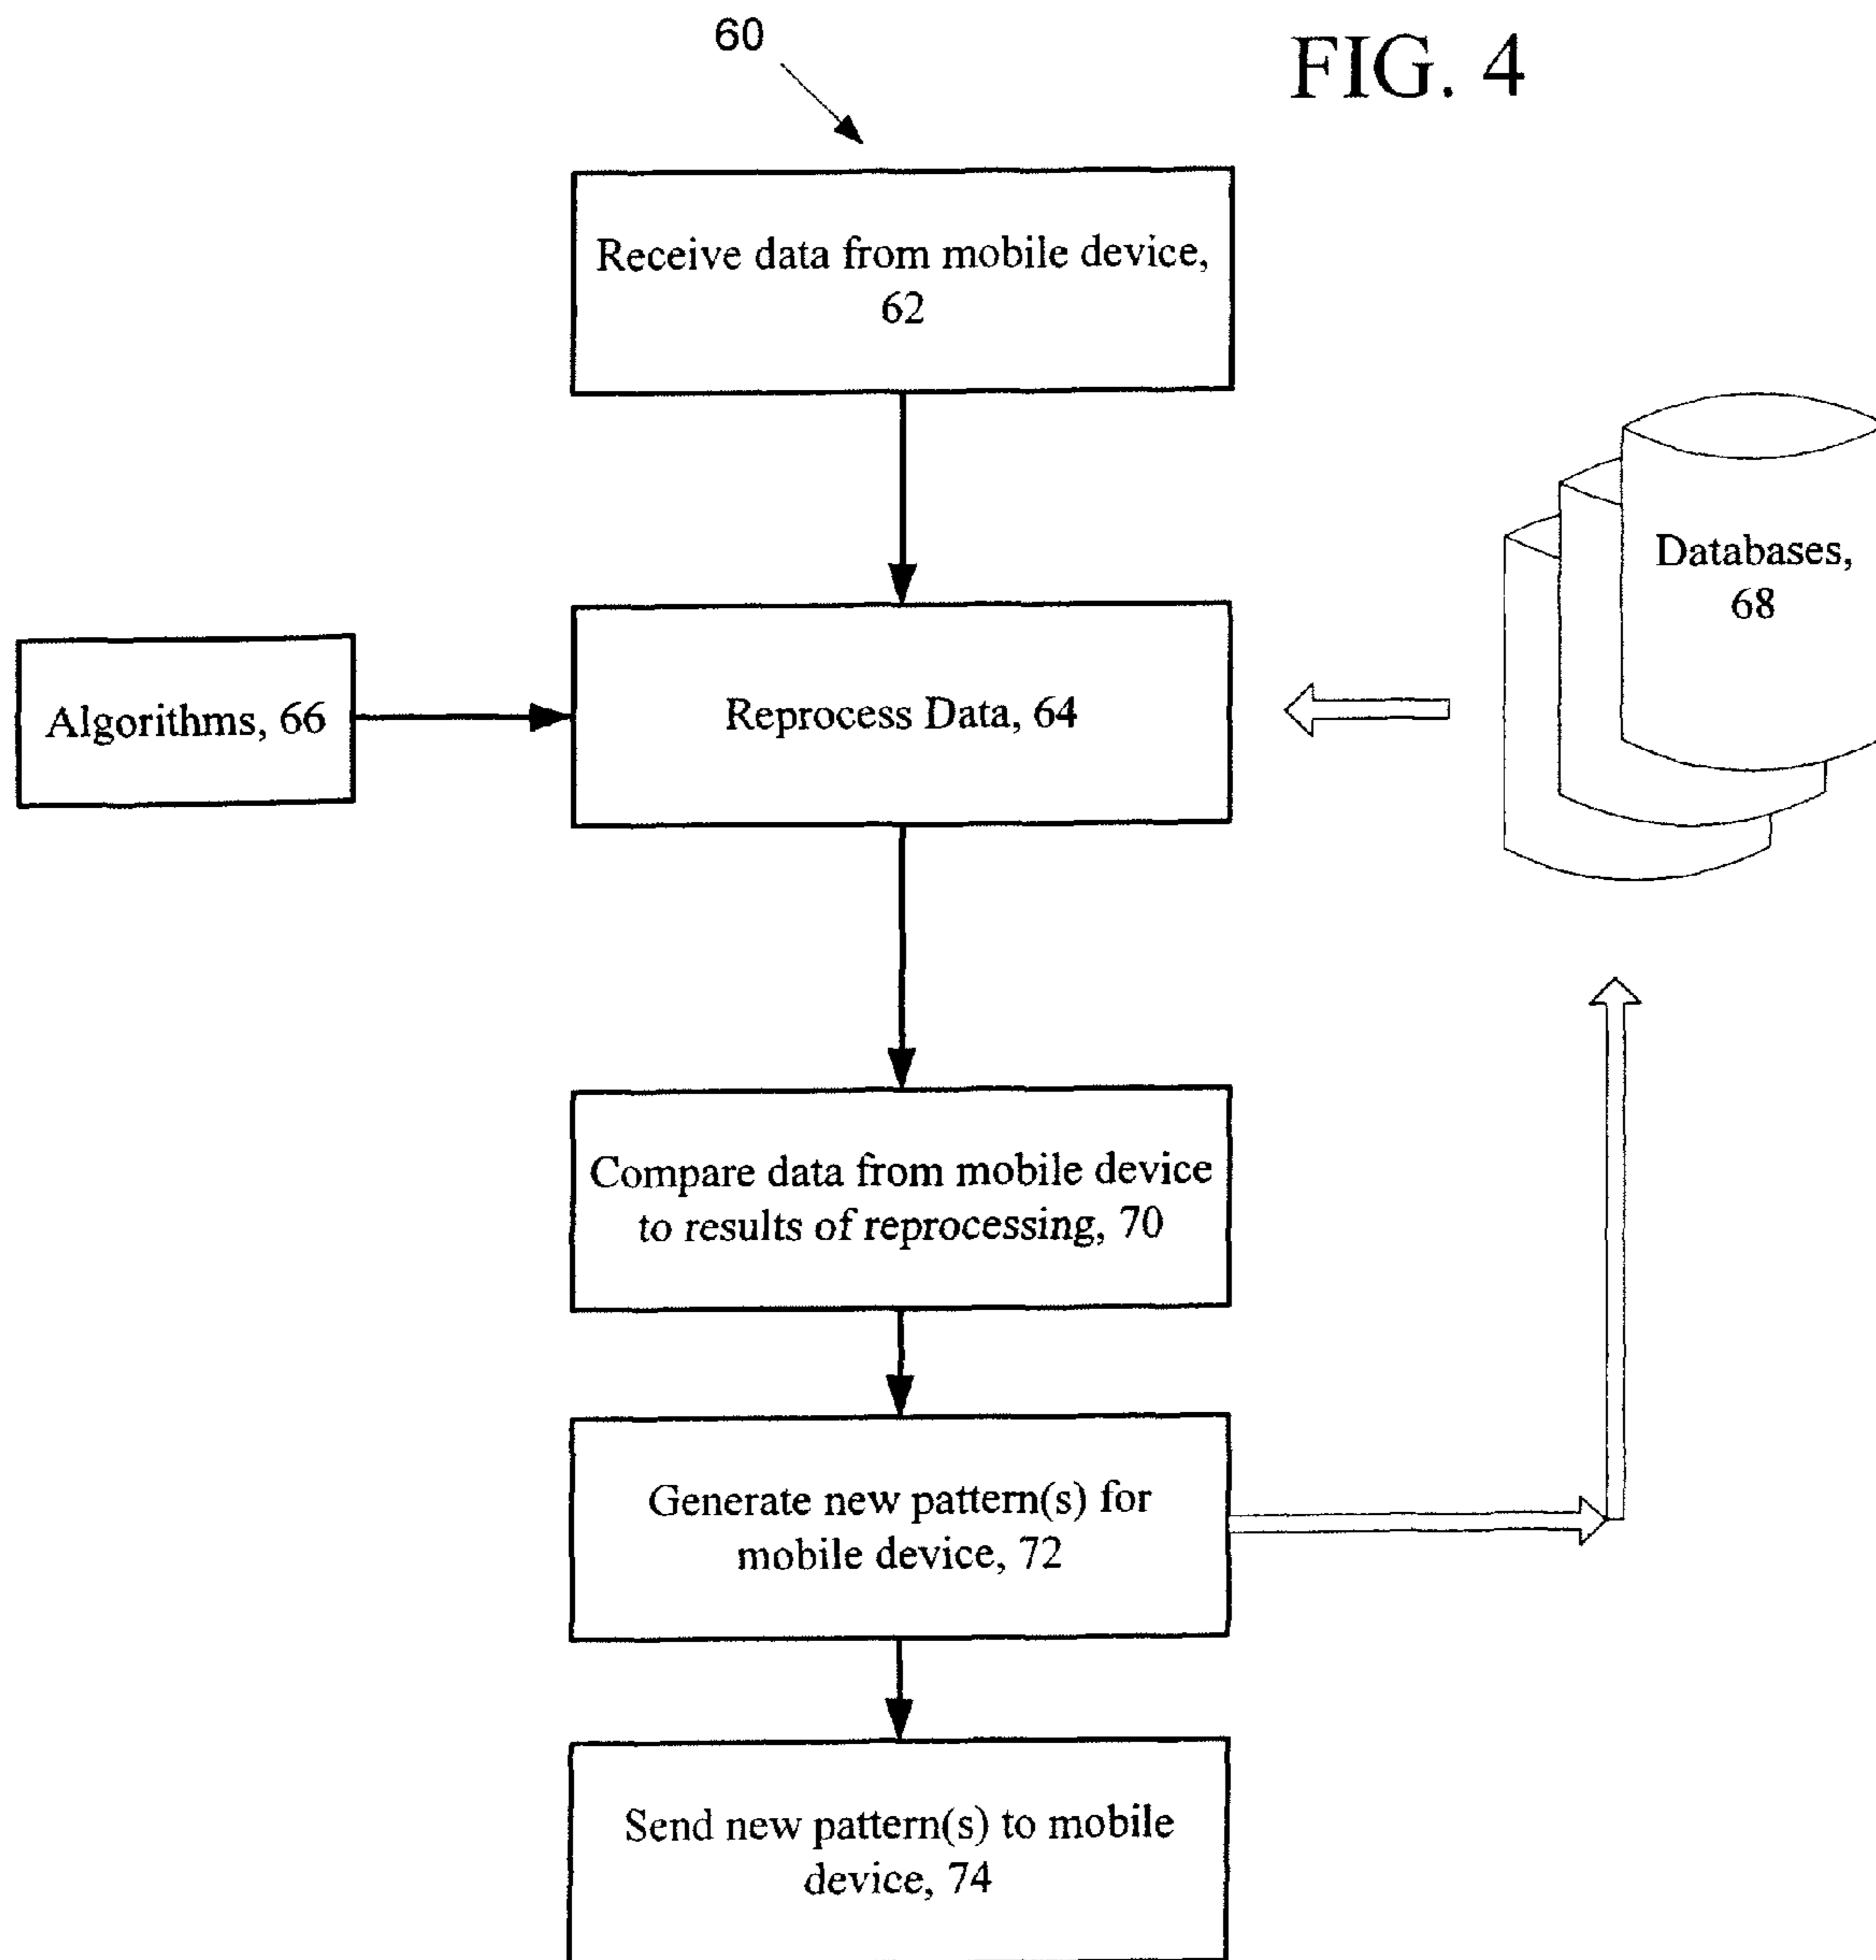 60
FIG. 4
Receive data from mobile device,
62
Databases,
68
Algorithms, 66
Reprocess Data, 64
Compare data from mobile device
to results of reprocessing, 70
Generate new pattern(s) for
mobile device, 72
Send new pattern(s) to mobile
device, 74